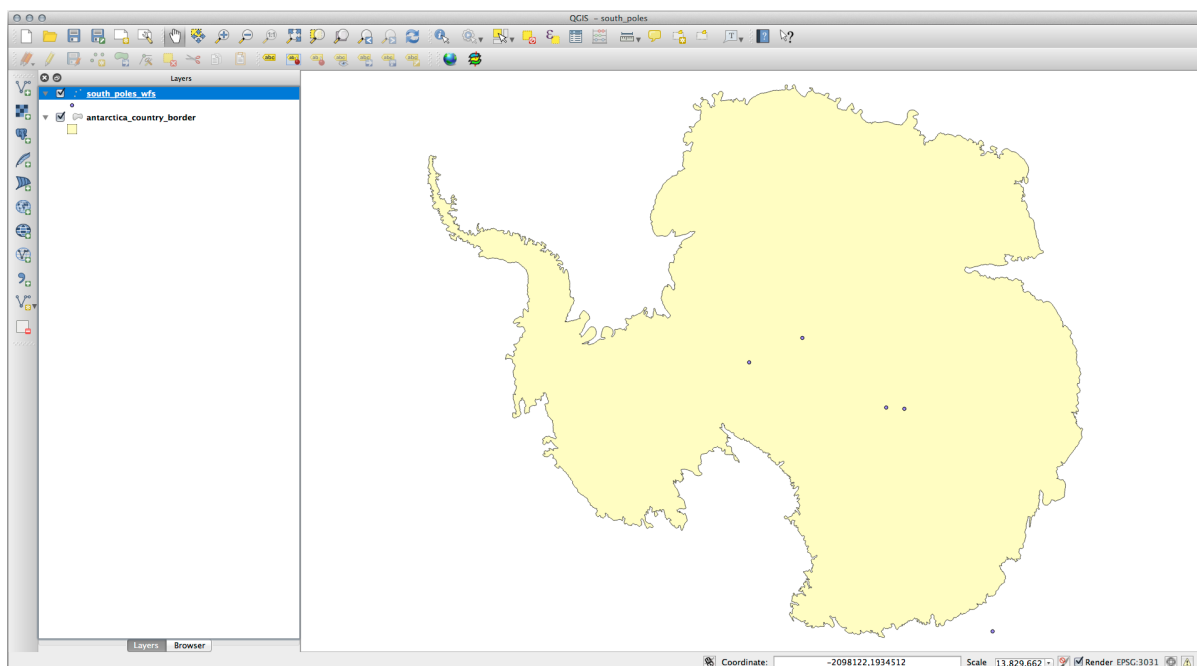 QGIS - south_poles
Layers
south_poles_wfs
antarctica_country_border
Layers Browser
Coordinate: -2098122,1934512 Scale 13,829,662 Render EPSG:3031